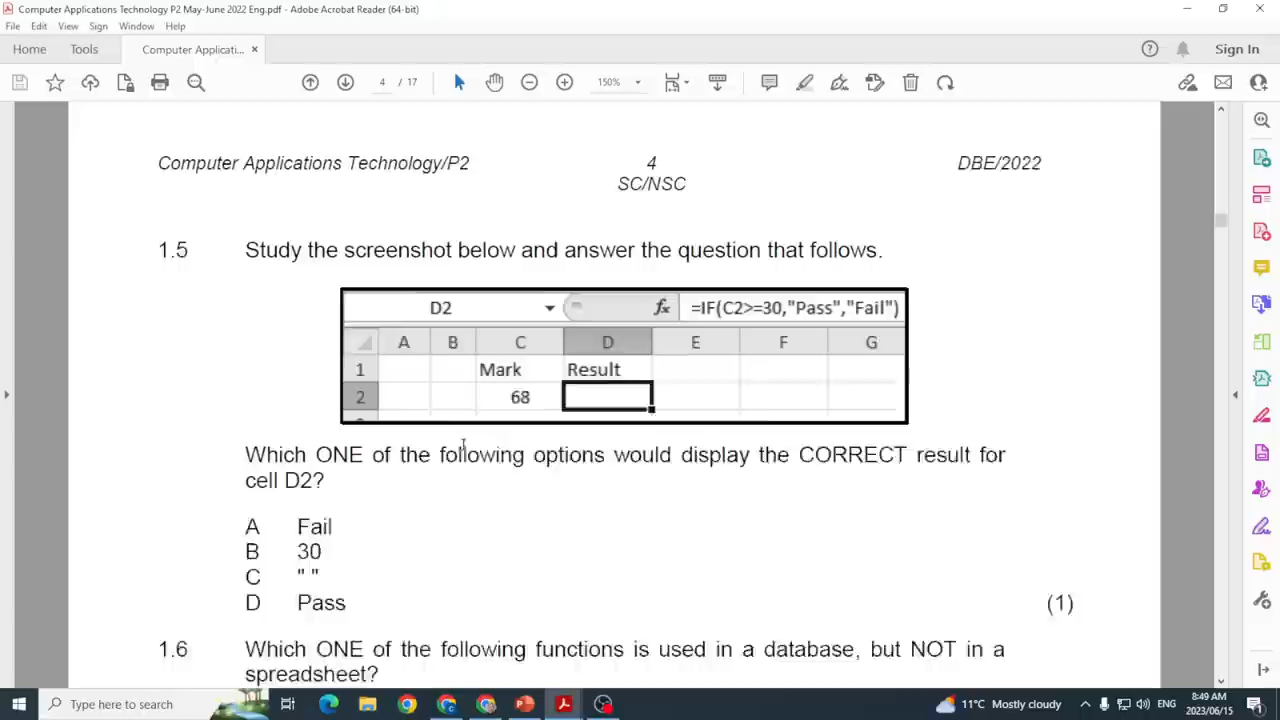 Computer Applications Technology P2 May-June 2022 Eng.pdf - Adobe Acrobat Reader (64-bit)
File Edit View Sign Window Help
Home Tools Computer Applicati... × Sign In
4 / 17 150%
Computer Applications Technology/P2 4 DBE/2022
SC/NSC
1.5 Study the screenshot below and answer the question that follows.
D2 fx =IF(C2>=30,"Pass","Fail")
A B C D E F G
1 Mark Result
2 68
Which ONE of the following options would display the CORRECT result for
cell D2?
A Fail
B 30
C " "
D Pass (1)
1.6 Which ONE of the following functions is used in a database, but NOT in a
spreadsheet?
Type here to search 11°C Mostly cloudy ENG 8:49 AM
2023/06/15